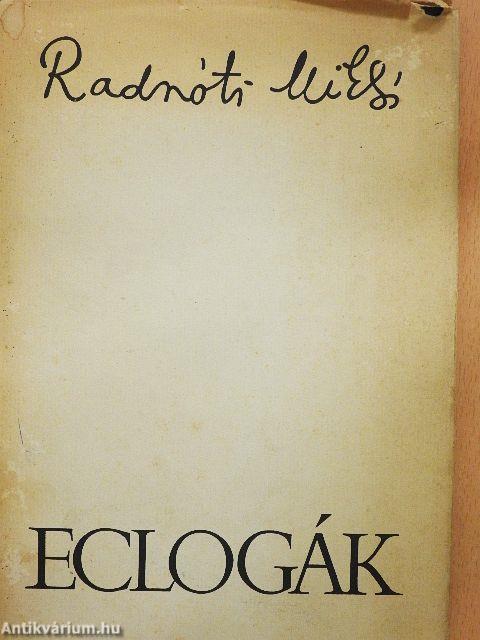 Radnóti Miklós
ECLOGÁK
Antikvárium.hu